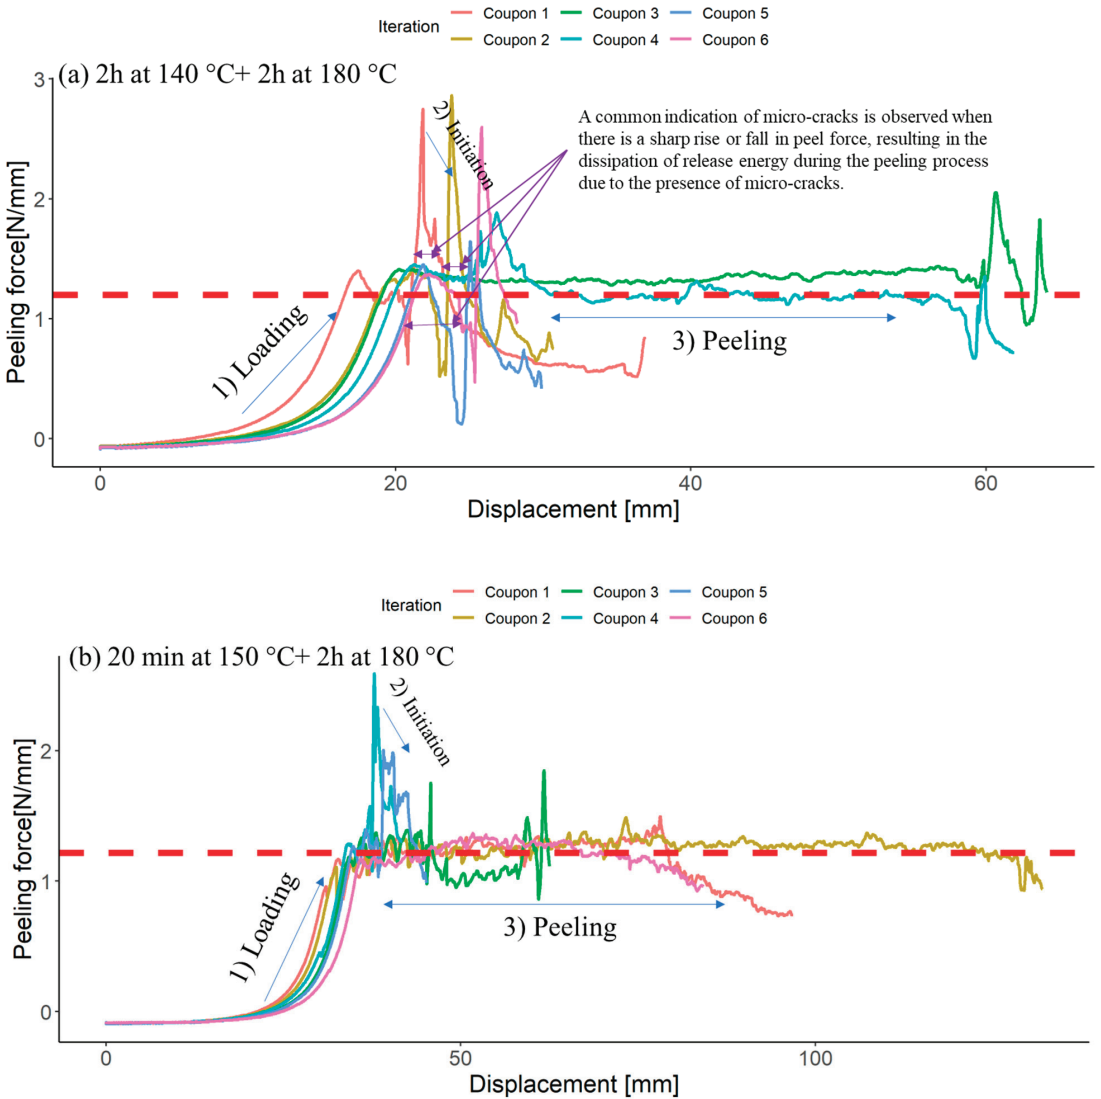 Iteration
Coupon 1 Coupon 3 Coupon 5
Coupon 2 Coupon 4 Coupon 6
(a) 2h at 140 °C+ 2h at 180 °C
A common indication of micro-cracks is observed when
there is a sharp rise or fall in peel force, resulting in the
dissipation of release energy during the peeling process
due to the presence of micro-cracks.
2) Initiation
1) Loading
3) Peeling
Peeling force[N/mm]
3
2
1
0
0 20 40 60
Displacement [mm]
Iteration
Coupon 1 Coupon 3 Coupon 5
Coupon 2 Coupon 4 Coupon 6
(b) 20 min at 150 °C+ 2h at 180 °C
2) Initiation
1) Loading
3) Peeling
Peeling force[N/mm]
2
1
0
0 50 100
Displacement [mm]